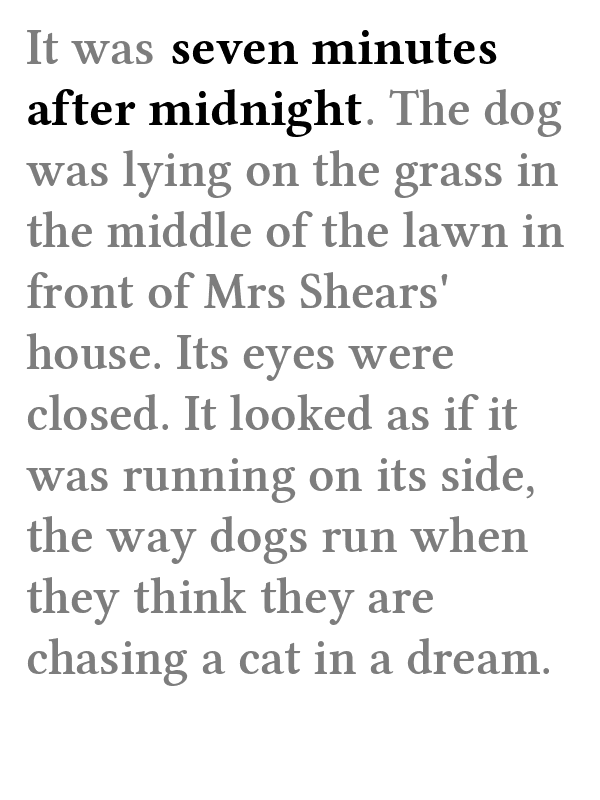 It was seven minutes
after midnight. The dog
was lying on the grass in
the middle of the lawn in
front of Mrs Shears'
house. Its eyes were
closed. It looked as if it
was running on its side,
the way dogs run when
they think they are
chasing a cat in a dream.